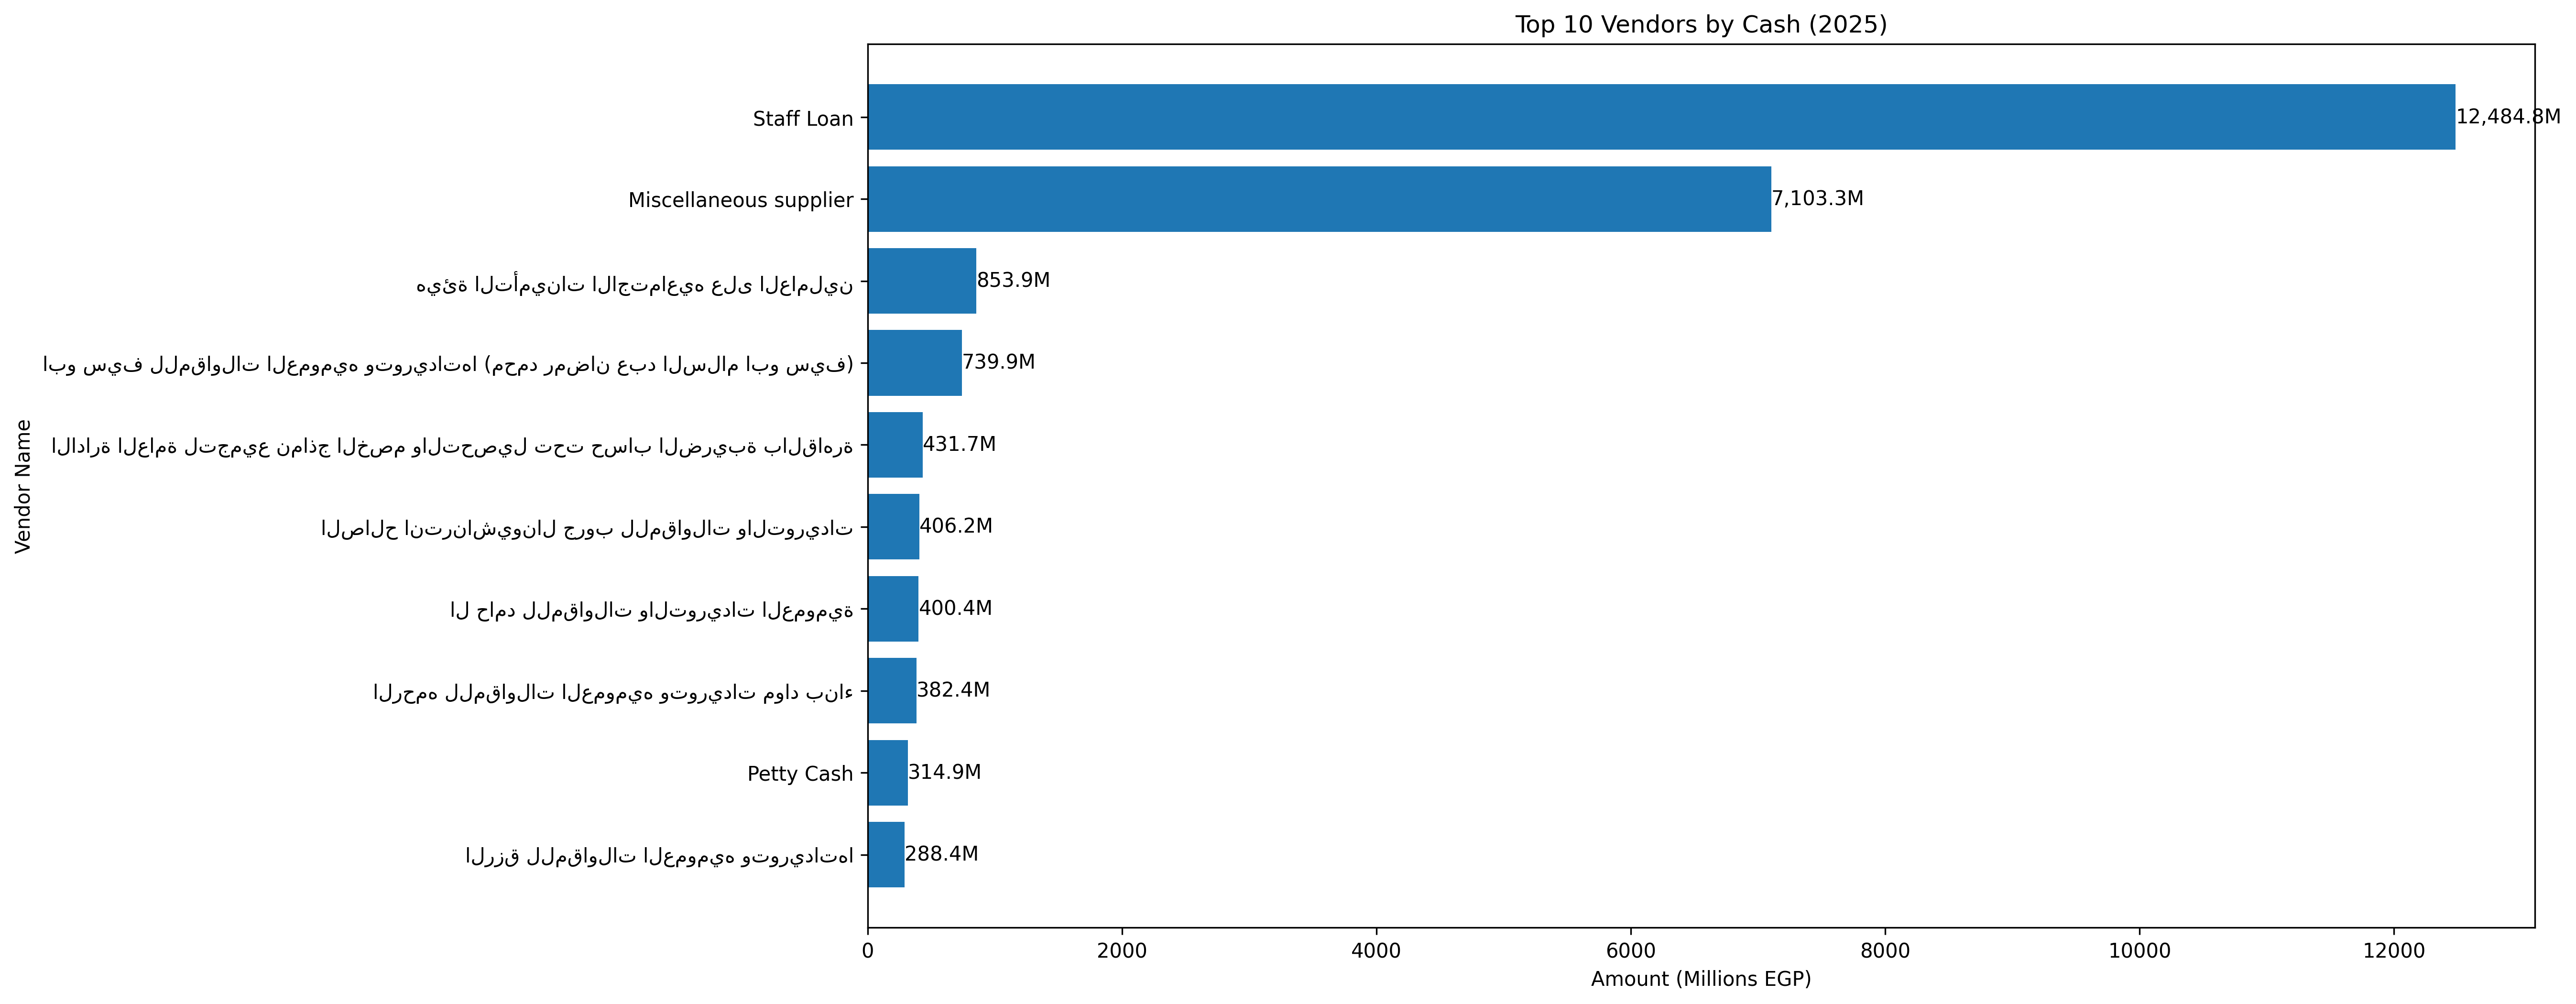 Top 10 Vendors by Cash (2025)
Vendor Name
Staff Loan
12,484.8M
Miscellaneous supplier
7,103.3M
هيئة التأمينات الاجتماعيه على العاملين
853.9M
ابو سيف للمقاولات العموميه وتوريداتها (محمد رمضان عبد السلام ابو سيف)
739.9M
الادارة العامة لتجميع نماذج الخصم والتحصيل تحت حساب الضريبة بالقاهرة
431.7M
الصالح انترناشيونال جروب للمقاولات والتوريدات
406.2M
ال حامد للمقاولات والتوريدات العمومية
400.4M
الرحمه للمقاولات العموميه وتوريدات مواد بناء
382.4M
Petty Cash
314.9M
الرزق للمقاولات العموميه وتوريداتها
288.4M
0 2000 4000 6000 8000 10000 12000
Amount (Millions EGP)